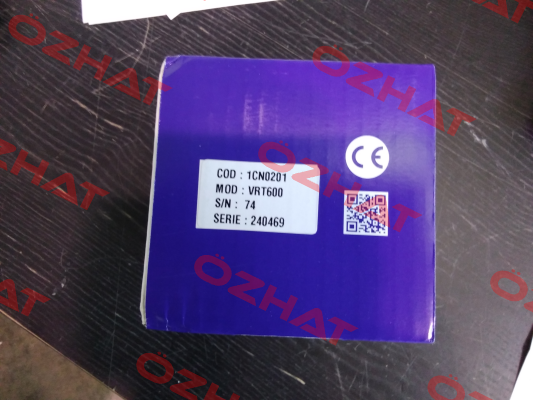 OZHAT
OZHAT
OZHAT
COD : 1CN0201
MOD : VRT600
S/N : 74
SERIE : 240469
CE
OZHAT
OZHAT
OZHAT
OZHAT
OZHAT